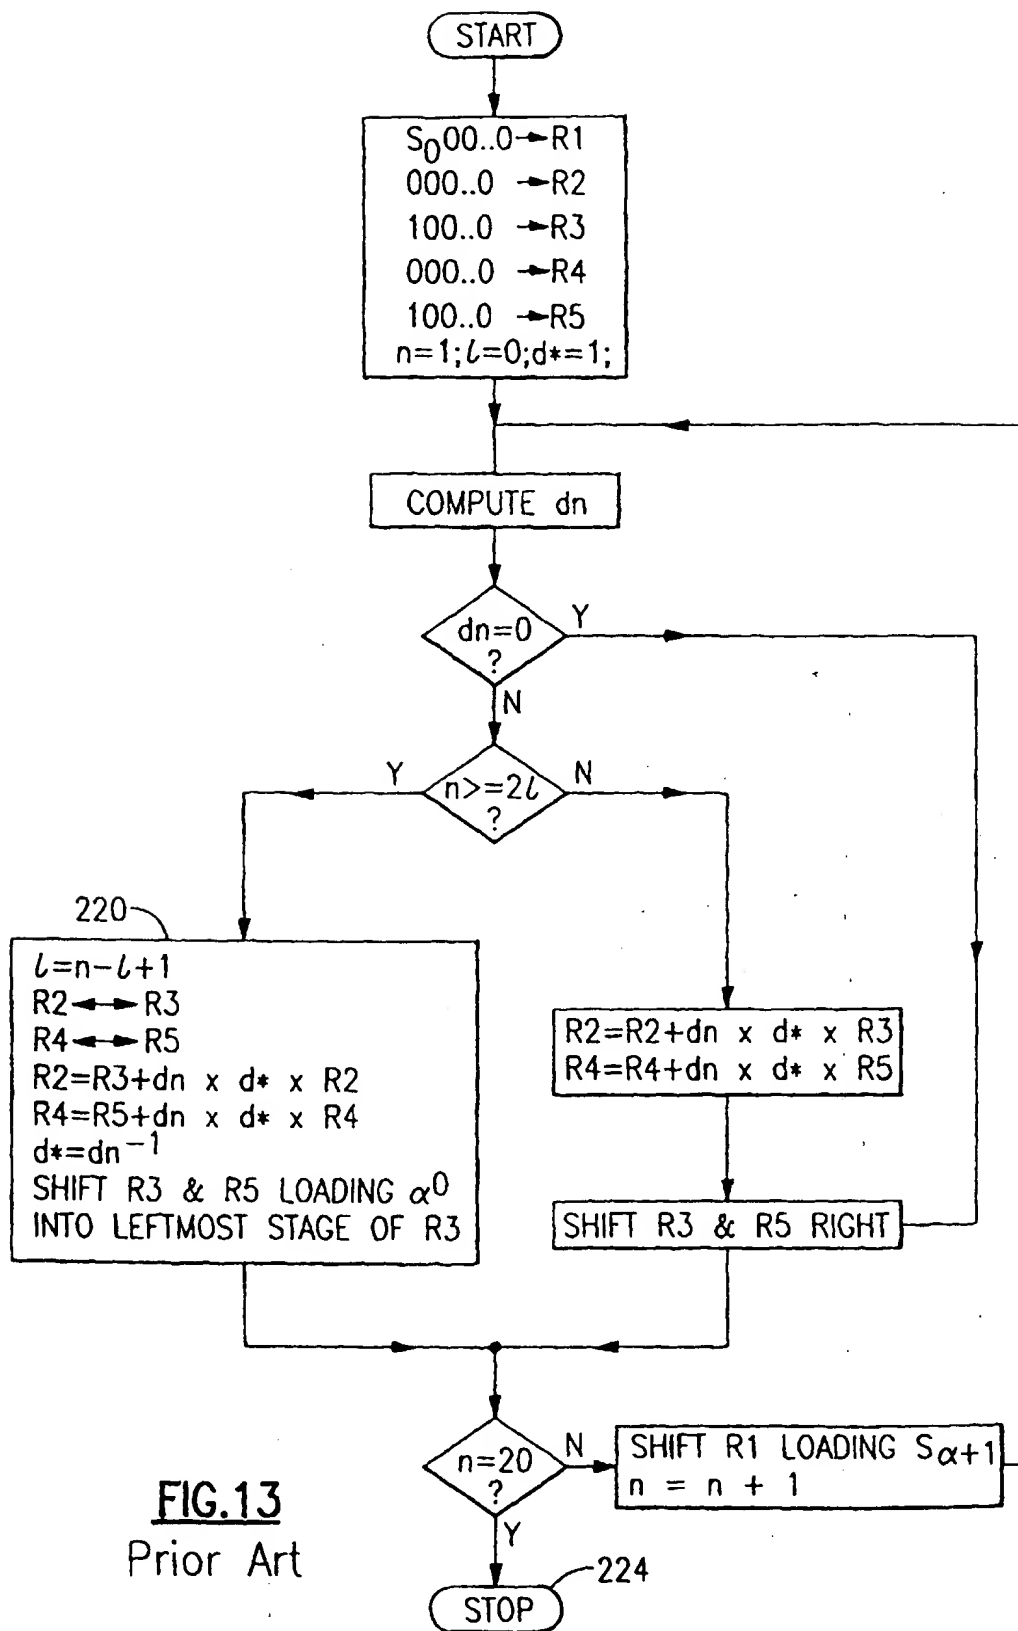 START
S₀00..0→R1
000..0 →R2
100..0 →R3
000..0 →R4
100..0 →R5
n=1;l=0;d*=1;
COMPUTE dn
dn=0
?
Y
N
n>=2l
?
Y
N
220
l=n-l+1
R2↔R3
R4↔R5
R2=R3+dn x d* x R2
R4=R5+dn x d* x R4
d*=dn⁻¹
SHIFT R3 & R5 LOADING α⁰
INTO LEFTMOST STAGE OF R3
R2=R2+dn x d* x R3
R4=R4+dn x d* x R5
SHIFT R3 & R5 RIGHT
n=20
?
N
Y
SHIFT R1 LOADING Sα+1
n = n + 1
FIG.13
Prior Art
224
STOP